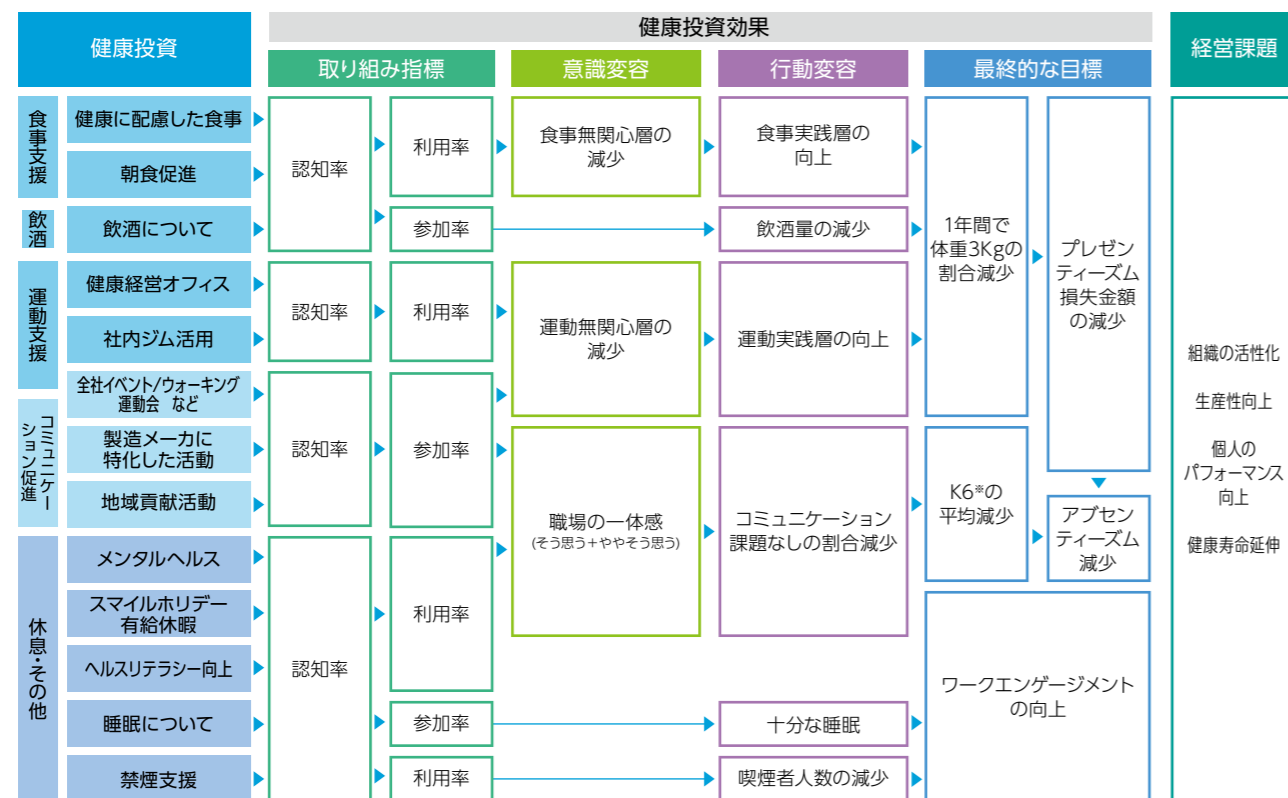 健康投資
健康投資効果
経営課題
取り組み指標
意識変容
行動変容
最終的な目標
食事支援
健康に配慮した食事
朝食促進
認知率
利用率
食事無関心層の
減少
食事実践層の
向上
飲酒
飲酒について
参加率
飲酒量の減少
1年間で
体重3Kgの
割合減少
プレゼン
ティーズム
損失金額
の減少
運動支援
健康経営オフィス
社内ジム活用
認知率
利用率
運動無関心層の
減少
運動実践層の向上
全社イベント/ウォーキング
運動会 など
コミュニケー
ション促進
製造メーカに
特化した活動
地域貢献活動
認知率
参加率
職場の一体感
(そう思う+ややそう思う)
コミュニケーション
課題なしの割合減少
K6※の
平均減少
アブセン
ティーズム
減少
休息・その他
メンタルヘルス
スマイルホリデー
有給休暇
ヘルスリテラシー向上
認知率
利用率
睡眠について
参加率
十分な睡眠
禁煙支援
利用率
喫煙者人数の減少
ワークエンゲージメント
の向上
組織の活性化
生産性向上
個人の
パフォーマンス
向上
健康寿命延伸